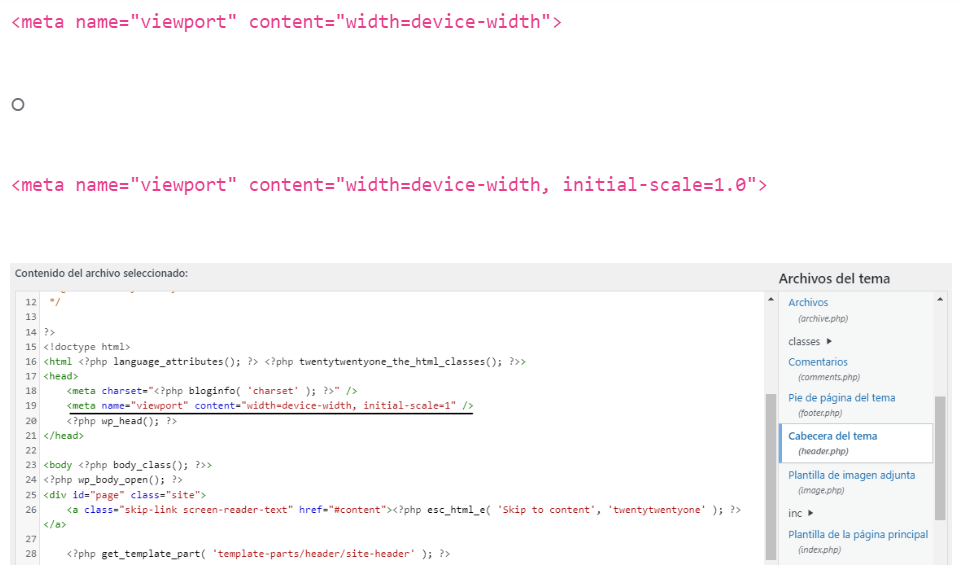 <meta name="viewport" content="width=device-width">
O
<meta name="viewport" content="width=device-width, initial-scale=1.0">
Contenido del archivo seleccionado:
12 */
13
14 ?>
15 <!doctype html>
16 <html <?php language_attributes(); ?> <?php twentytwentyone_the_html_classes(); ?>>
17 <head>
18 <meta charset="<?php bloginfo( 'charset' ); ?>" />
19 <meta name="viewport" content="width=device-width, initial-scale=1" />
20 <?php wp_head(); ?>
21 </head>
22
23 <body <?php body_class(); ?>>
24 <?php wp_body_open(); ?>
25 <div id="page" class="site">
26 <a class="skip-link screen-reader-text" href="#content"><?php esc_html_e( 'Skip to content', 'twentytwentyone' ); ?>
</a>
27
28 <?php get_template_part( 'template-parts/header/site-header' ); ?>
Archivos del tema
Archivos
(archive.php)
classes ▸
Comentarios
(comments.php)
Pie de página del tema
(footer.php)
Cabecera del tema
(header.php)
Plantilla de imagen adjunta
(image.php)
inc ▸
Plantilla de la página principal
(index.php)